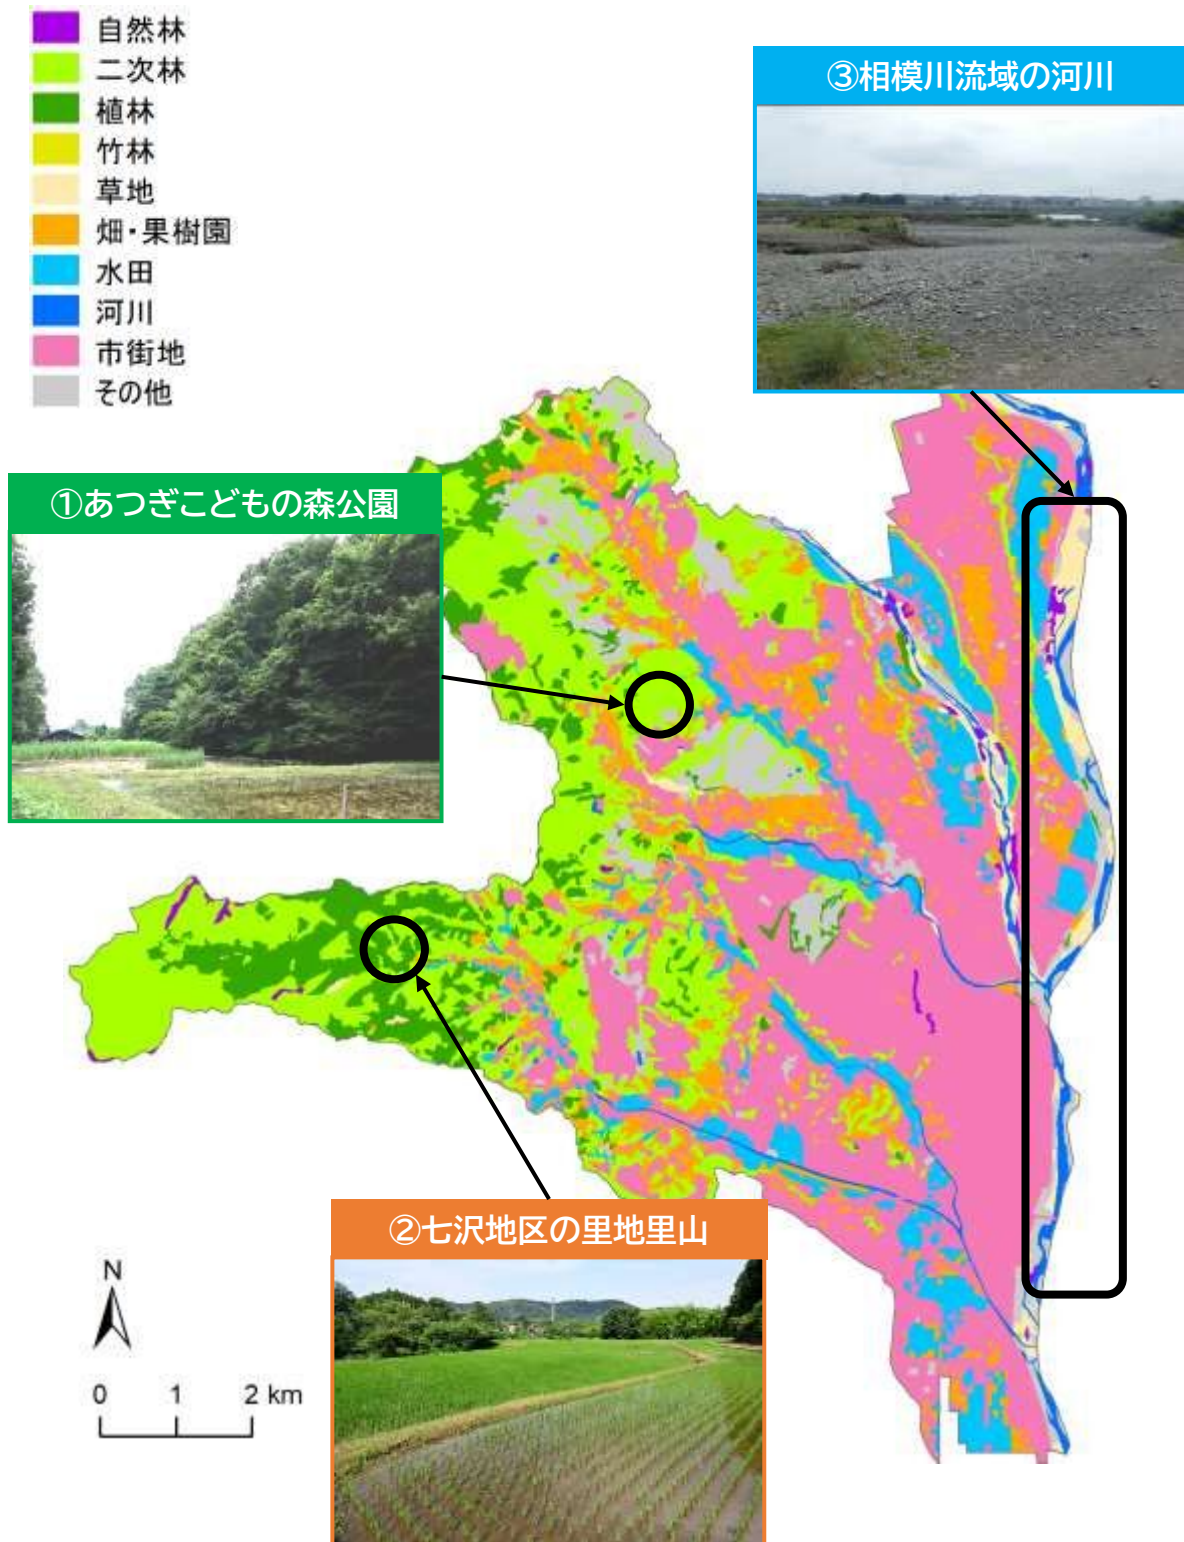 自然林
二次林
植林
竹林
草地
畑・果樹園
水田
河川
市街地
その他
③相模川流域の河川
①あつぎこどもの森公園
②七沢地区の里地里山
N
0 1 2 km